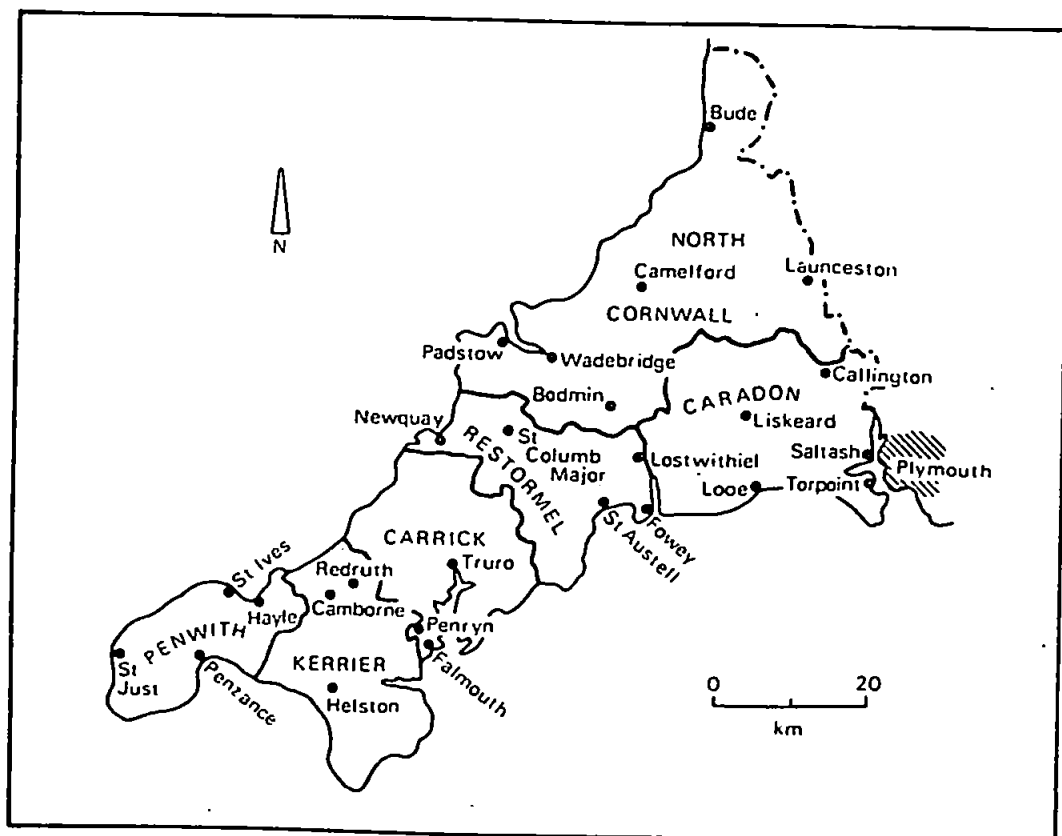 Bude
N
NORTH
Camelford
Launceston
CORNWALL
Padstow
Wadebridge
Callington
Bodmin
CARADON
Newquay
Liskeard
St
Columb
Major
RESTORMEL
Lostwithiel
Saltash
Plymouth
Looe
Torpoint
Fowey
St Austell
CARRICK
Truro
St Ives
Redruth
Camborne
Hayle
Penryn
PENWITH
Falmouth
St
Just
Penzance
KERRIER
Helston
0 20
km